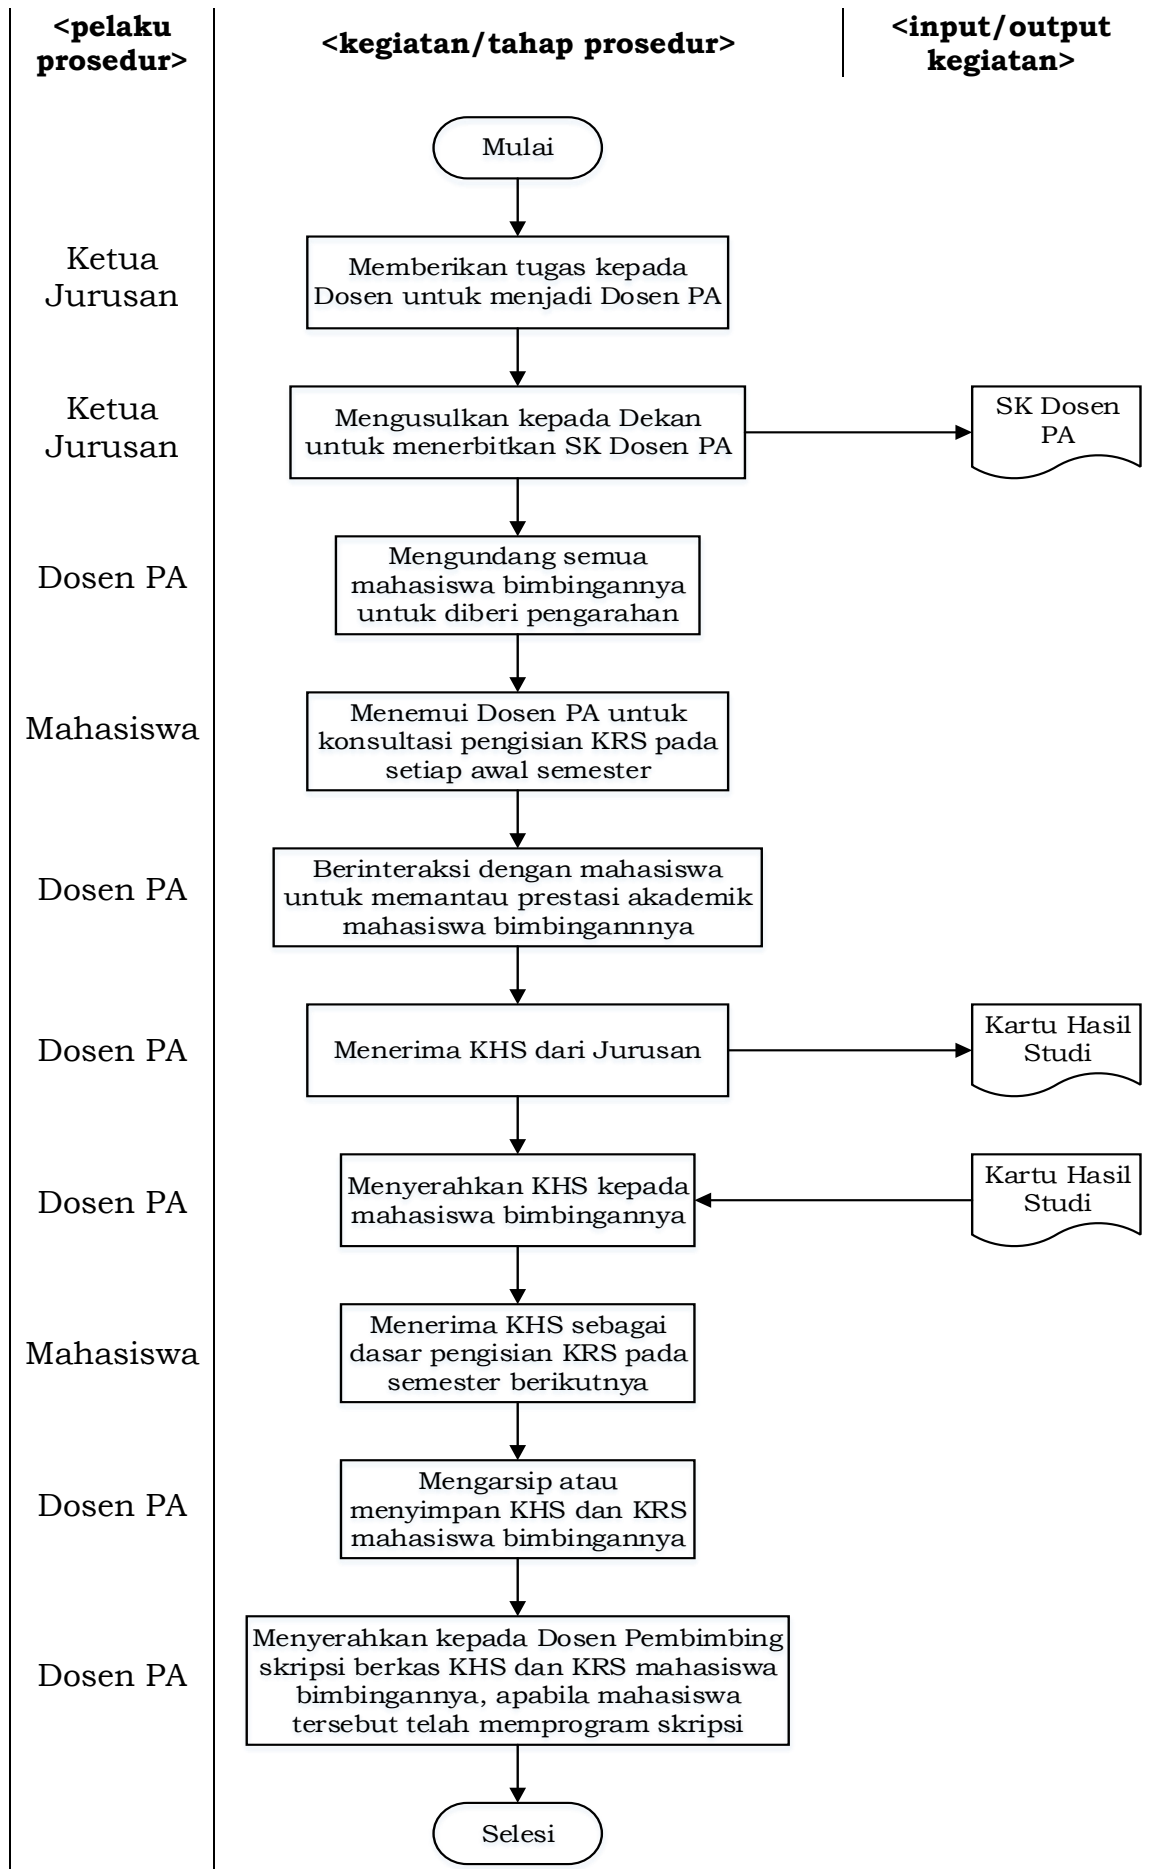 <pelaku
prosedur>
<kegiatan/tahap prosedur>
<input/output
kegiatan>
Mulai
Ketua
Jurusan
Memberikan tugas kepada
Dosen untuk menjadi Dosen PA
Ketua
Jurusan
Mengusulkan kepada Dekan
untuk menerbitkan SK Dosen PA
SK Dosen
PA
Dosen PA
Mengundang semua
mahasiswa bimbingannya
untuk diberi pengarahan
Mahasiswa
Menemui Dosen PA untuk
konsultasi pengisian KRS pada
setiap awal semester
Dosen PA
Berinteraksi dengan mahasiswa
untuk memantau prestasi akademik
mahasiswa bimbingannnya
Dosen PA
Menerima KHS dari Jurusan
Kartu Hasil
Studi
Dosen PA
Menyerahkan KHS kepada
mahasiswa bimbingannya
Kartu Hasil
Studi
Mahasiswa
Menerima KHS sebagai
dasar pengisian KRS pada
semester berikutnya
Dosen PA
Mengarsip atau
menyimpan KHS dan KRS
mahasiswa bimbingannya
Dosen PA
Menyerahkan kepada Dosen Pembimbing
skripsi berkas KHS dan KRS mahasiswa
bimbingannya, apabila mahasiswa
tersebut telah memprogram skripsi
Selesi